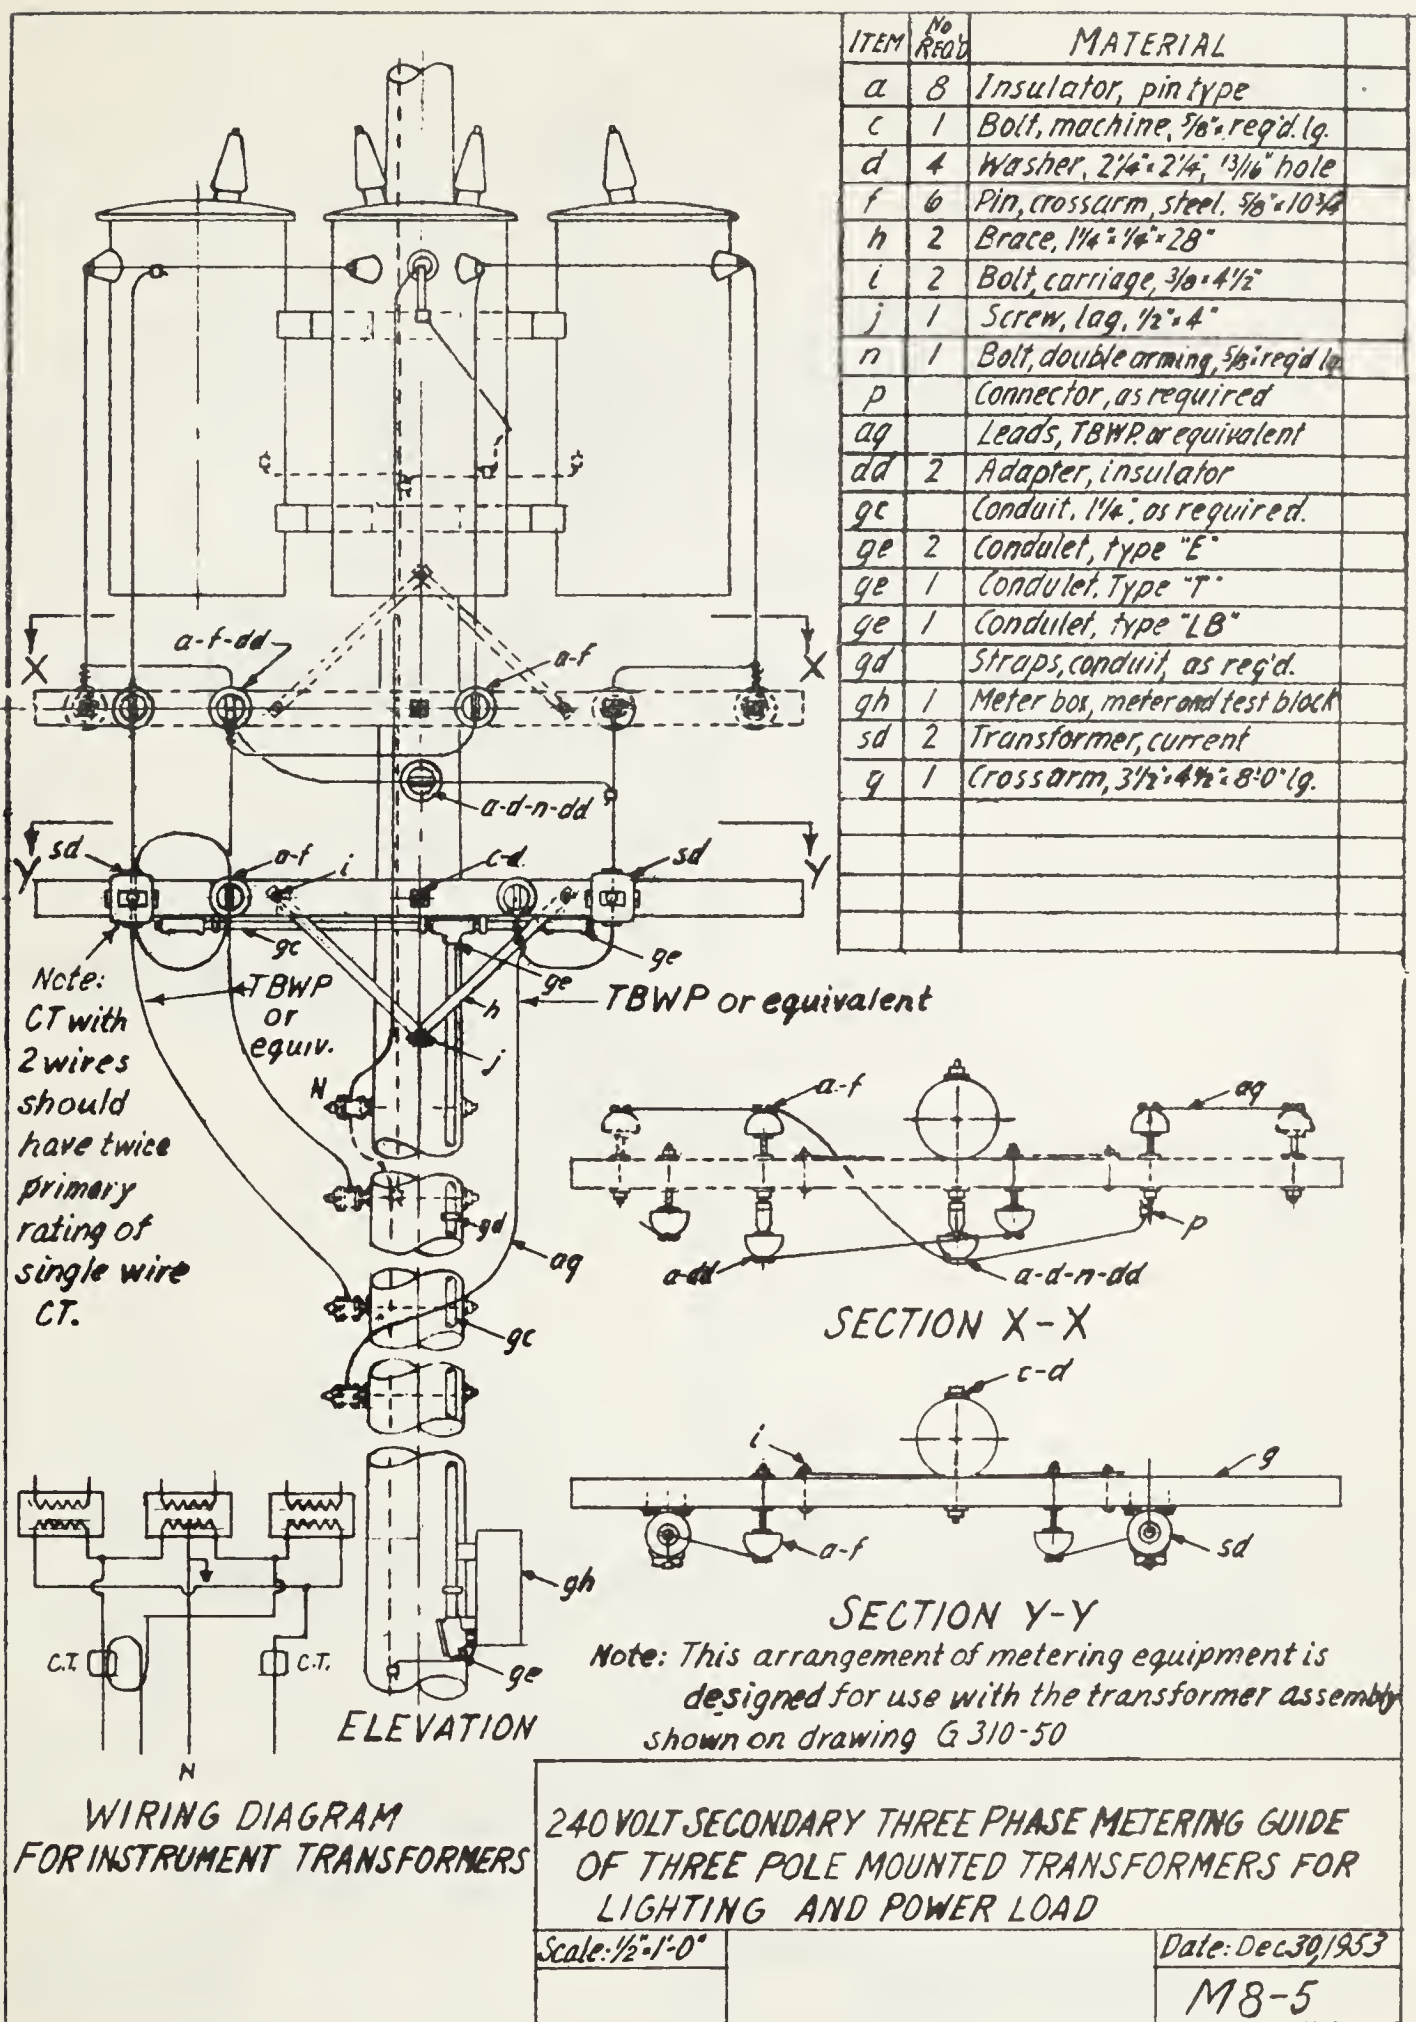 ITEM No REQ'D MATERIAL
a 8 Insulator, pin type
c 1 Bolt, machine, 5/8" x req'd. lg.
d 4 Washer, 2 1/4" x 2 1/4", 13/16" hole
f 6 Pin, crossarm, steel, 5/8" x 10 3/4
h 2 Brace, 1 1/4" x 1/4" x 28"
i 2 Bolt, carriage, 3/8 x 4 1/2"
j 1 Screw, lag, 1/2" x 4"
n 1 Bolt, double arming, 5/8" x req'd lg.
p Connector, as required
aq Leads, TBWP. or equivalent
dd 2 Adapter, insulator
gc Conduit, 1 1/4", as required.
ge 2 Condulet, type "E"
ge 1 Condulet, Type "T"
ge 1 Condulet, type "LB"
gd Straps, conduit, as req'd.
gh 1 Meter box, meter and test block
sd 2 Transformer, current
g 1 Crossarm, 3 1/2" x 4 1/2" x 8'-0" lg.
a-f-dd
a-f
X
X
a-d-n-dd
Y
sd
a-f
i
c-d
sd
Y
gc
ge
ge
h
j
Note:
CT with
2 wires
should
have twice
primary
rating of
single wire
CT.
TBWP
or
equiv.
TBWP or equivalent
N
gd
aq
gc
gh
ge
ELEVATION
a-f
aq
p
a-dd
a-d-n-dd
SECTION X-X
c-d
i
g
a-f
sd
SECTION Y-Y
Note: This arrangement of metering equipment is
designed for use with the transformer assembly
shown on drawing G 310-50
C.T.
C.T.
N
WIRING DIAGRAM
FOR INSTRUMENT TRANSFORMERS
240 VOLT SECONDARY THREE PHASE METERING GUIDE
OF THREE POLE MOUNTED TRANSFORMERS FOR
LIGHTING AND POWER LOAD
Scale: 1/2"=1'-0"
Date: Dec 30, 1953
M8-5